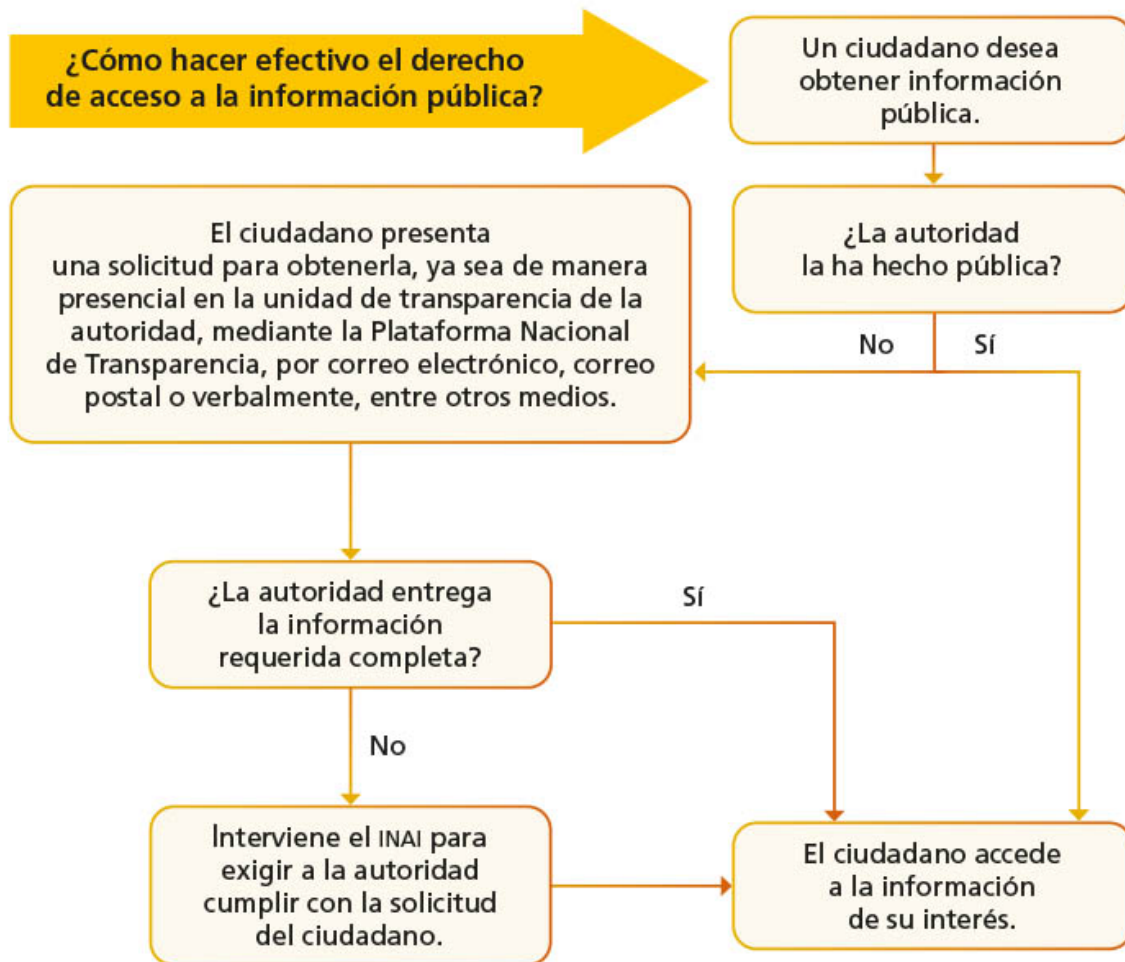 ¿Cómo hacer efectivo el derecho
de acceso a la información pública?
Un ciudadano desea
obtener información
pública.
¿La autoridad
la ha hecho pública?
No
Sí
El ciudadano presenta
una solicitud para obtenerla, ya sea de manera
presencial en la unidad de transparencia de la
autoridad, mediante la Plataforma Nacional
de Transparencia, por correo electrónico, correo
postal o verbalmente, entre otros medios.
¿La autoridad entrega
la información
requerida completa?
Sí
No
Interviene el INAI para
exigir a la autoridad
cumplir con la solicitud
del ciudadano.
El ciudadano accede
a la información
de su interés.